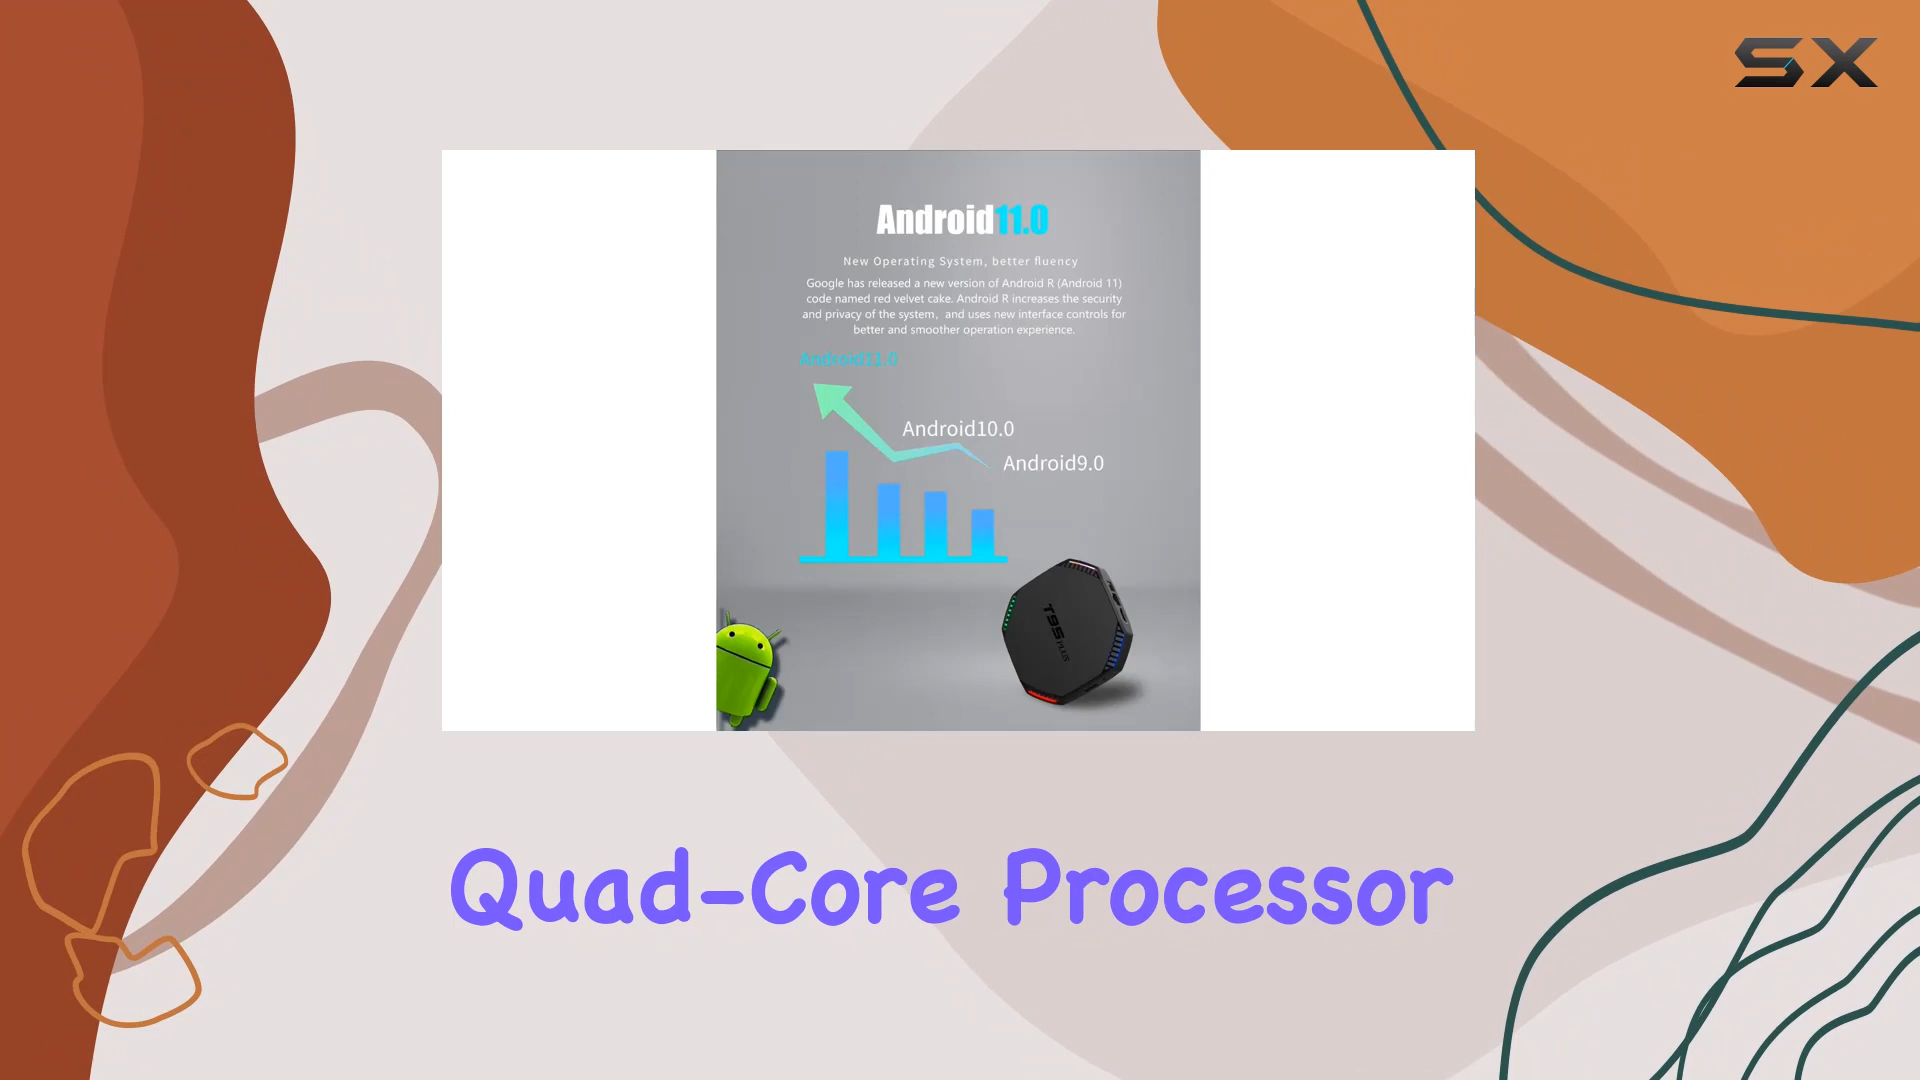 SX
Android11.0
New Operating System, better fluency
Google has released a new version of Android R (Android 11)
code named red velvet cake. Android R increases the security
and privacy of the system, and uses new interface controls for
better and smoother operation experience.
Android11.0
Android10.0
Android9.0
T95 PLUS
Quad-Core Processor